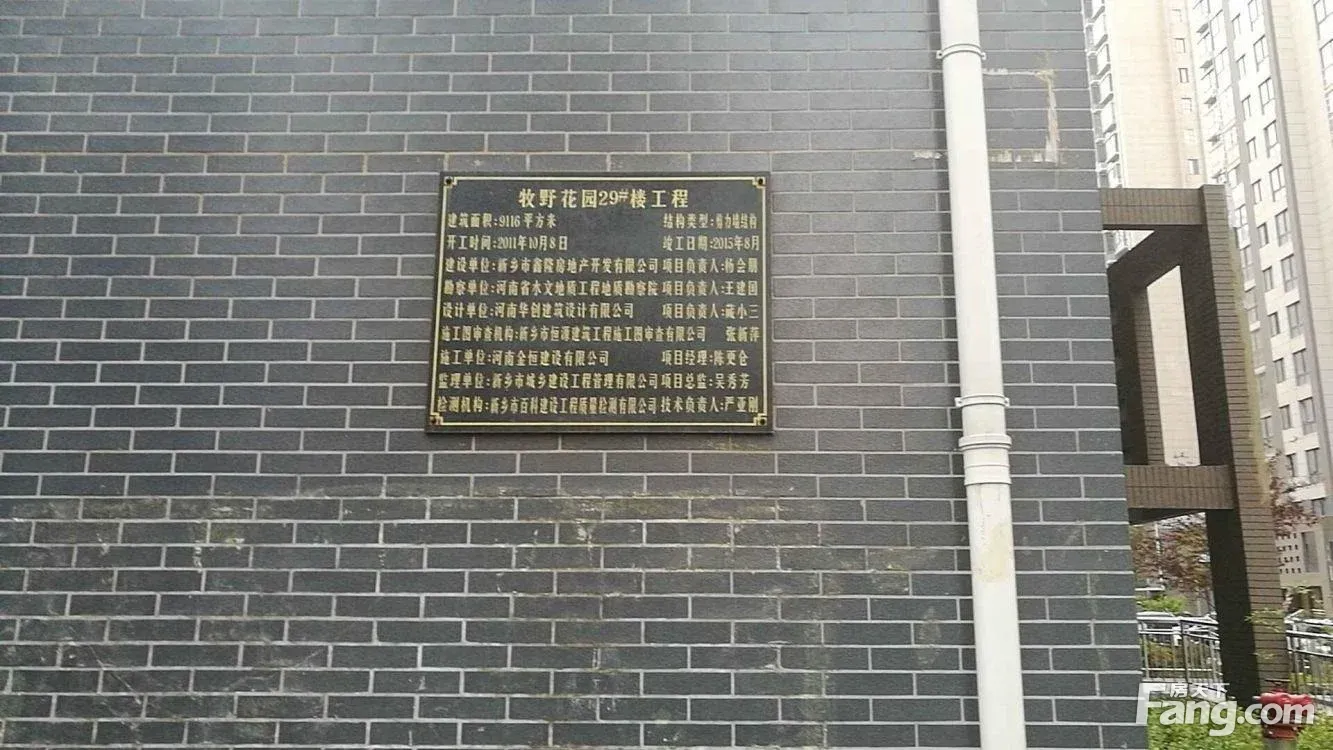 牧野花园29#楼工程
建筑面积:9116平方米 结构类型:剪力墙结构
开工时间:2011年10月8日 竣工日期:2015年8月
建设单位:新乡市鑫隆房地产开发有限公司 项目负责人:杨会朋
勘察单位:河南省水文地质工程地质勘察院 项目负责人:王建国
设计单位:河南华创建筑设计有限公司 项目负责人:臧小三
施工图审查机构:新乡市恒源建筑工程施工图审查有限公司 张新萍
施工单位:河南金恒建设有限公司 项目经理:陈更仓
监理单位:新乡市城乡建设工程管理有限公司 项目总监:吴秀芳
检测机构:新乡市百科建设工程质量检测有限公司 技术负责人:严亚刚
房天下
Fang.com